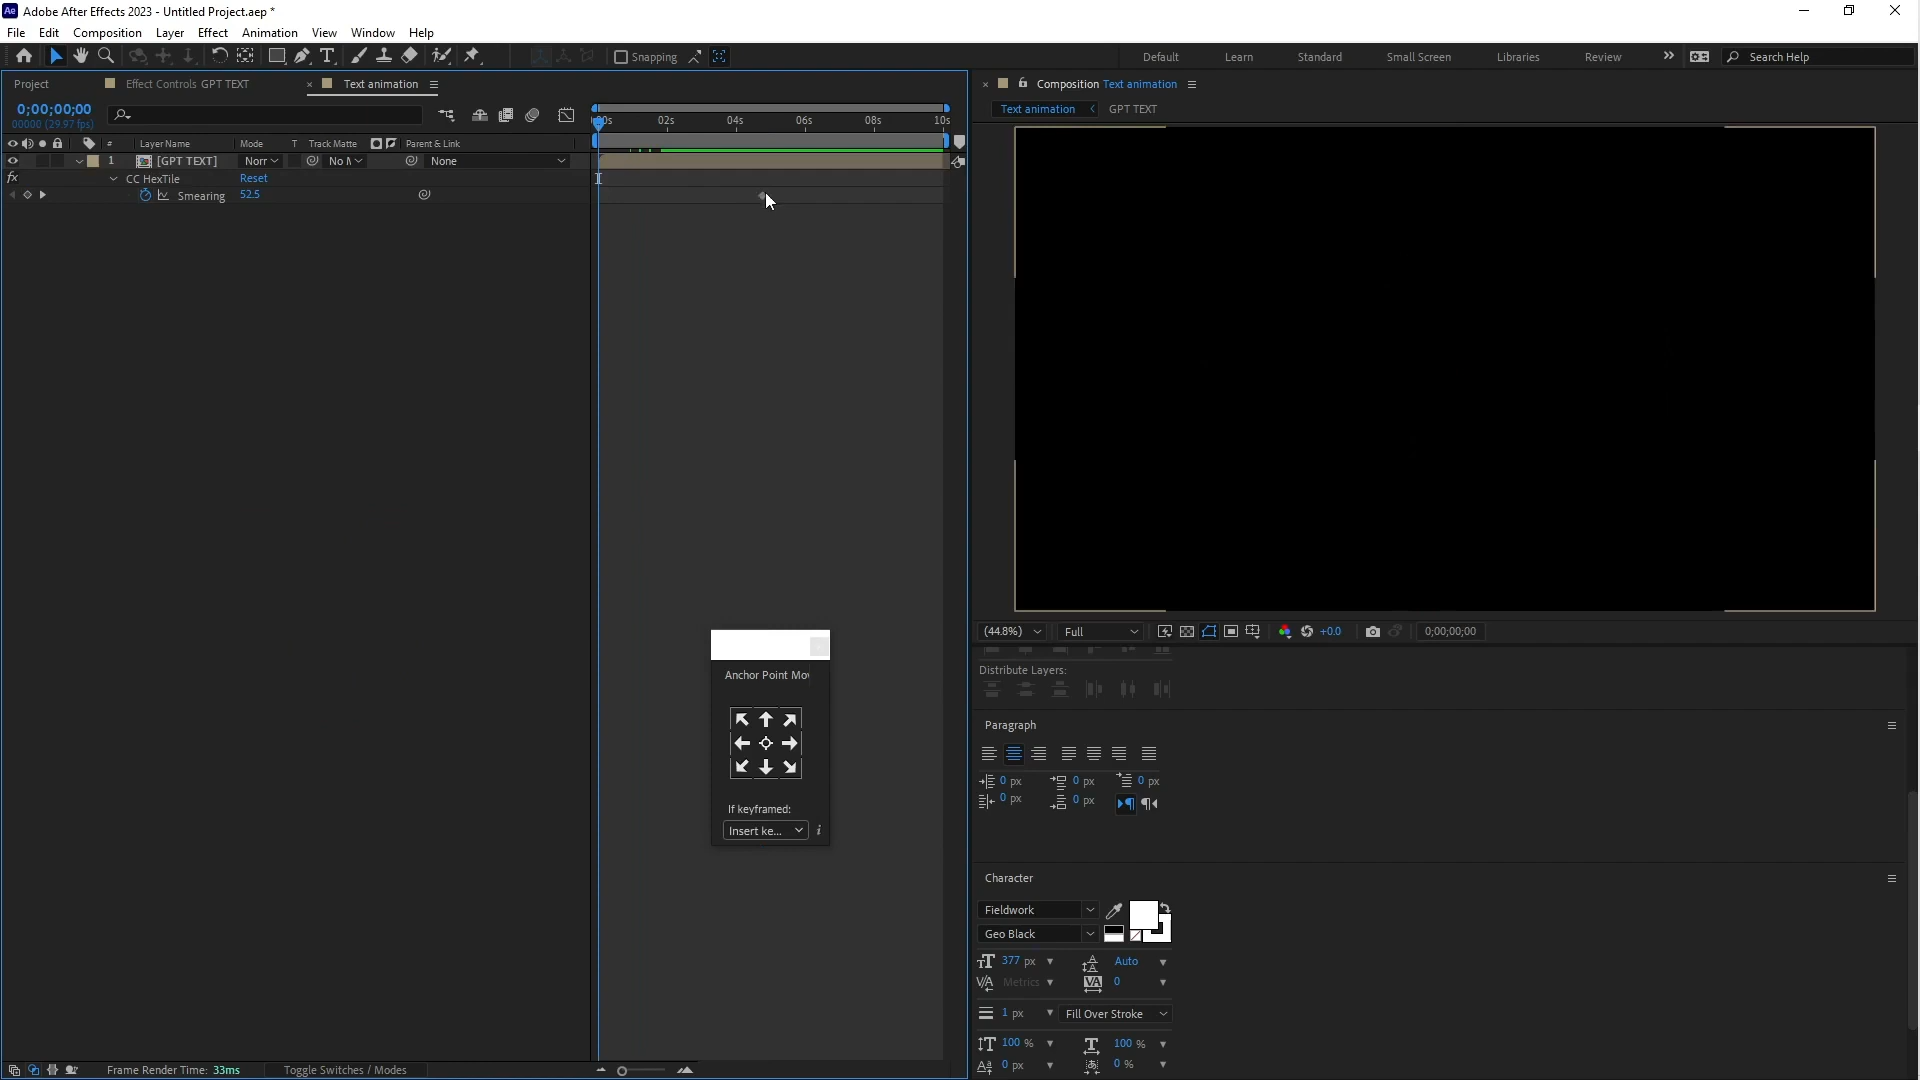 Ae Adobe After Effects 2023 - Untitled Project.aep *
File Edit Composition Layer Effect Animation View Window Help
Snapping Default Learn Standard Small Screen Libraries Review Search Help
Project Effect Controls GPT TEXT × Text animation
0;00;00;00
00000 (29.97 fps)
00s 02s 04s 06s 08s 10s
# Layer Name Mode T Track Matte Parent & Link
1 [GPT TEXT] Norr No M None
fx CC HexTile Reset
Smearing 52.5
Anchor Point Mov
If keyframed:
Insert ke... i
Frame Render Time: 33ms Toggle Switches / Modes
× Composition Text animation
Text animation GPT TEXT
(44.8%) Full +0.0 0;00;00;00
Distribute Layers:
Paragraph
0 px 0 px 0 px
0 px 0 px
Character
Fieldwork
Geo Black
377 px Auto
Metrics 0
1 px Fill Over Stroke
100 % 100 %
0 px 0 %